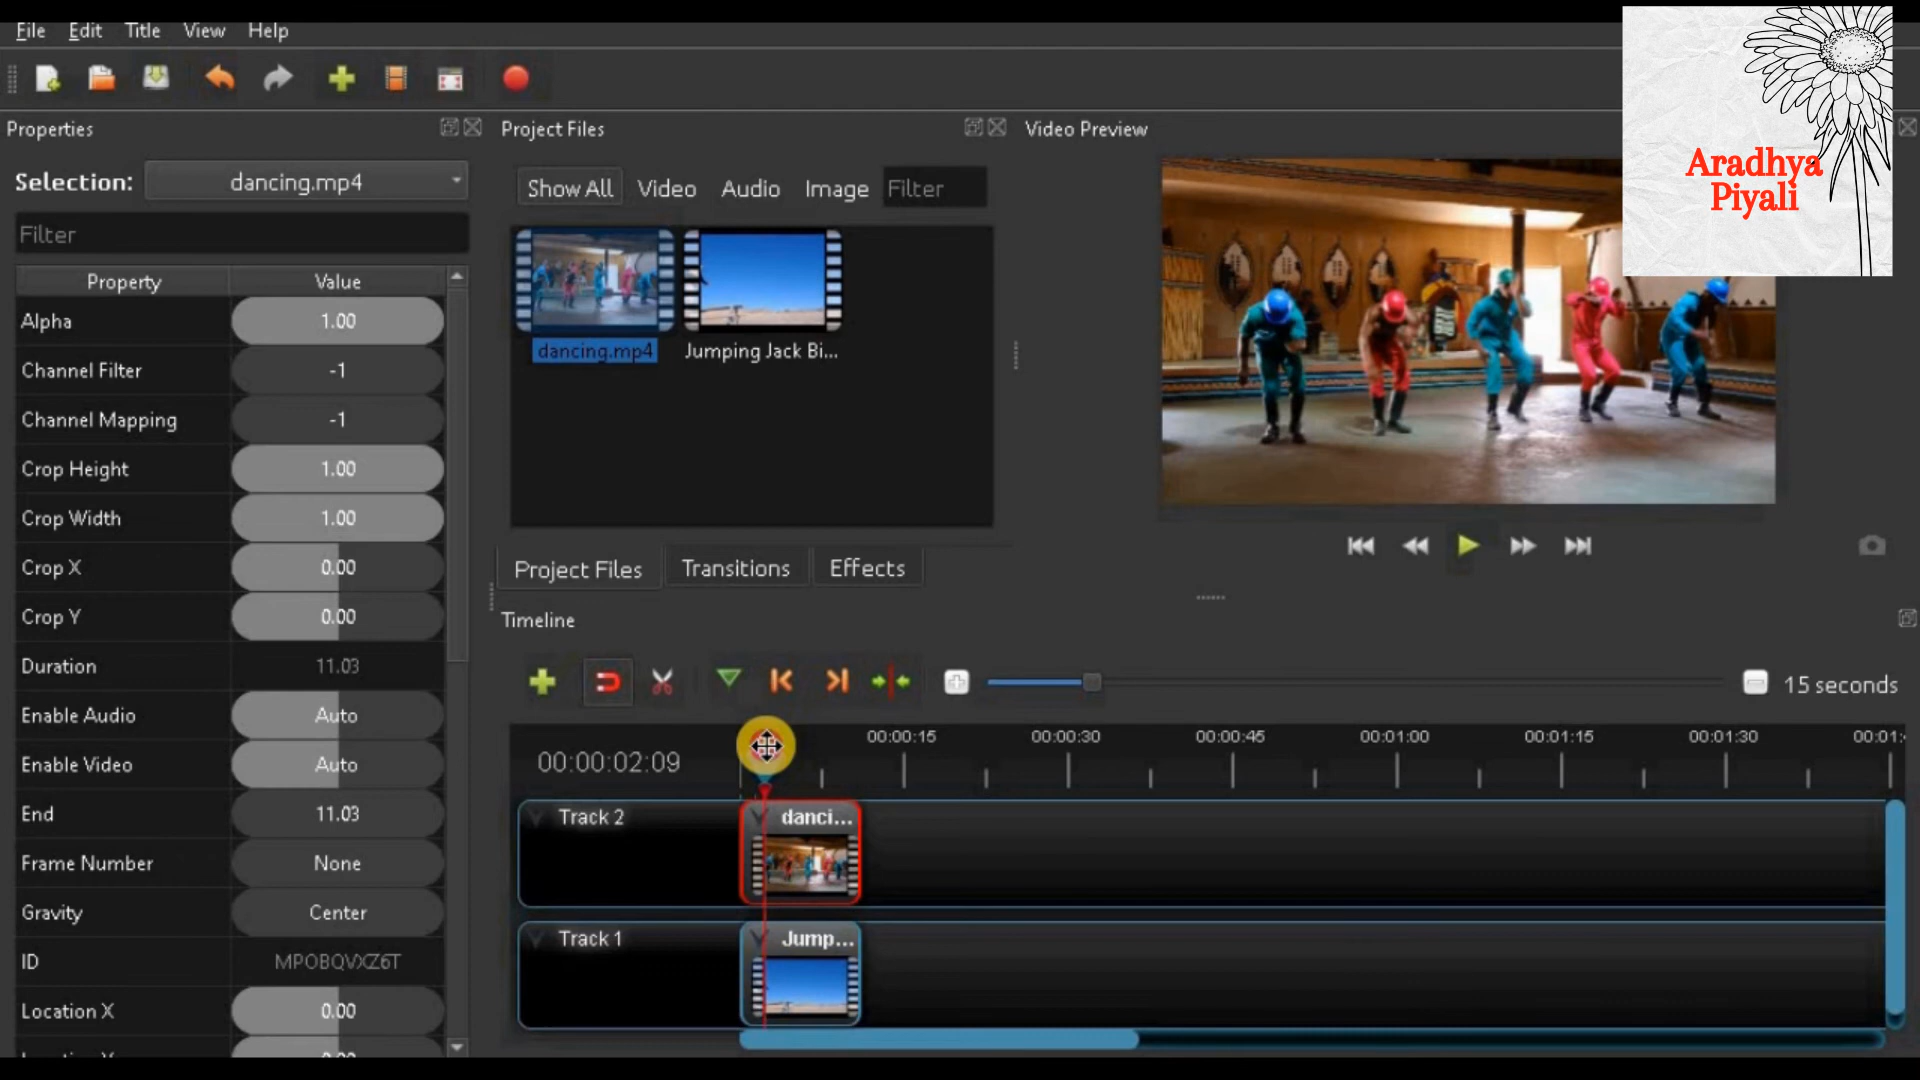 File Edit Title View Help
Aradhya
Piyali
Properties
Selection: dancing.mp4
Filter
Property Value
Alpha 1.00
Channel Filter -1
Channel Mapping -1
Crop Height 1.00
Crop Width 1.00
Crop X 0.00
Crop Y 0.00
Duration 11.03
Enable Audio Auto
Enable Video Auto
End 11.03
Frame Number None
Gravity Center
ID MPOBQVXZ6T
Location X 0.00
Project Files
Show All Video Audio Image Filter
dancing.mp4 Jumping Jack Bi...
Project Files Transitions Effects
Video Preview
Timeline
15 seconds
00:00:02:09
00:00:15 00:00:30 00:00:45 00:01:00 00:01:15 00:01:30 00:01:
Track 2 danci...
Track 1 Jump...